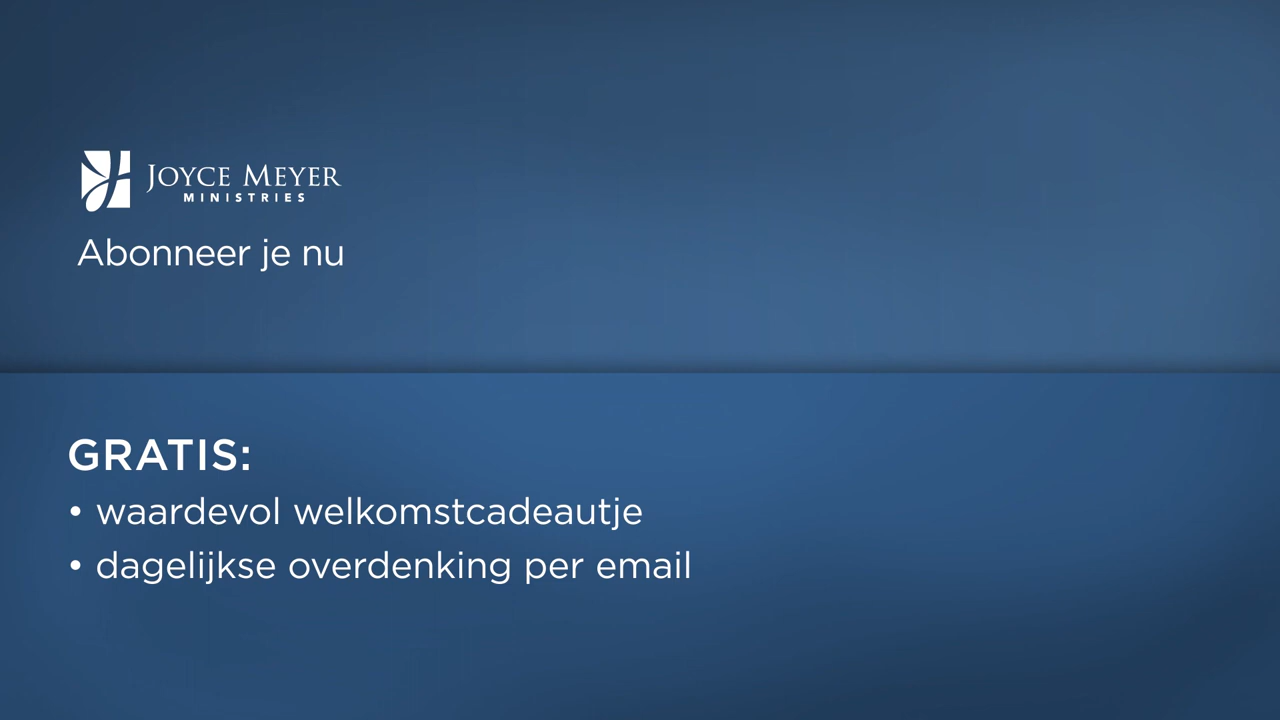 JOYCE MEYER
MINISTRIES
Abonneer je nu
GRATIS:
• waardevol welkomstcadeautje
• dagelijkse overdenking per email